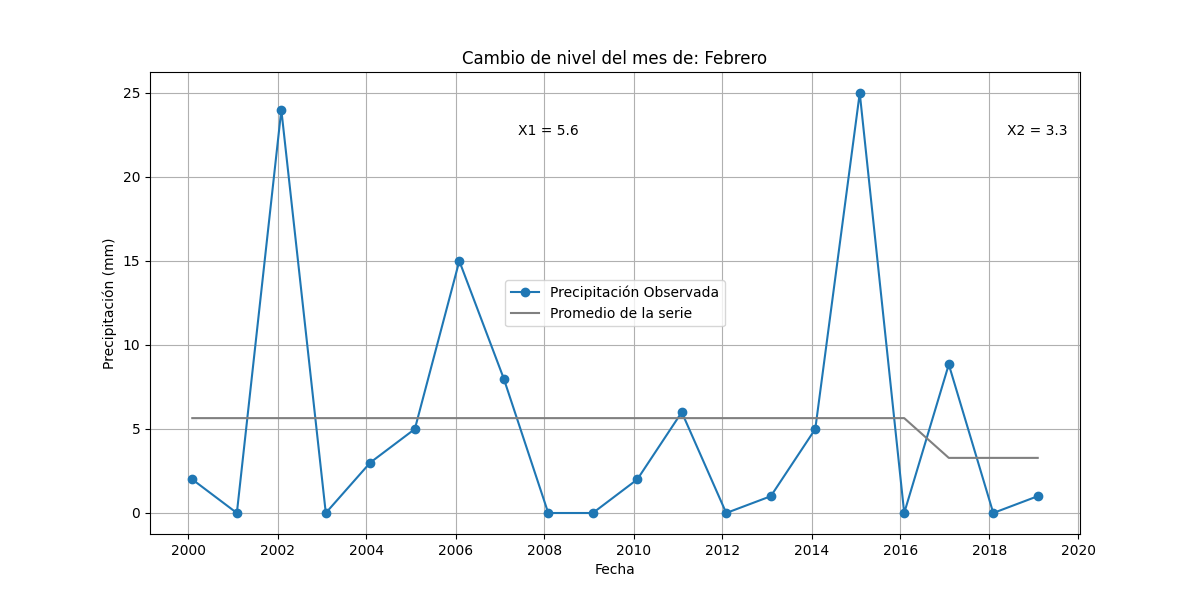 Cambio de nivel del mes de: Febrero
25
X1 = 5.6
X2 = 3.3
20
15
Precipitación Observada
Promedio de la serie
10
5
0
Precipitación (mm)
2000 2002 2004 2006 2008 2010 2012 2014 2016 2018 2020
Fecha